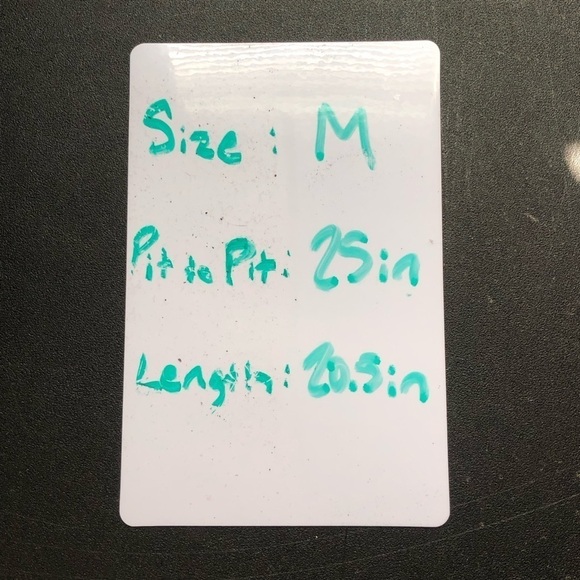 Size: M
Pit to Pit: 25in
Length: 20.5in